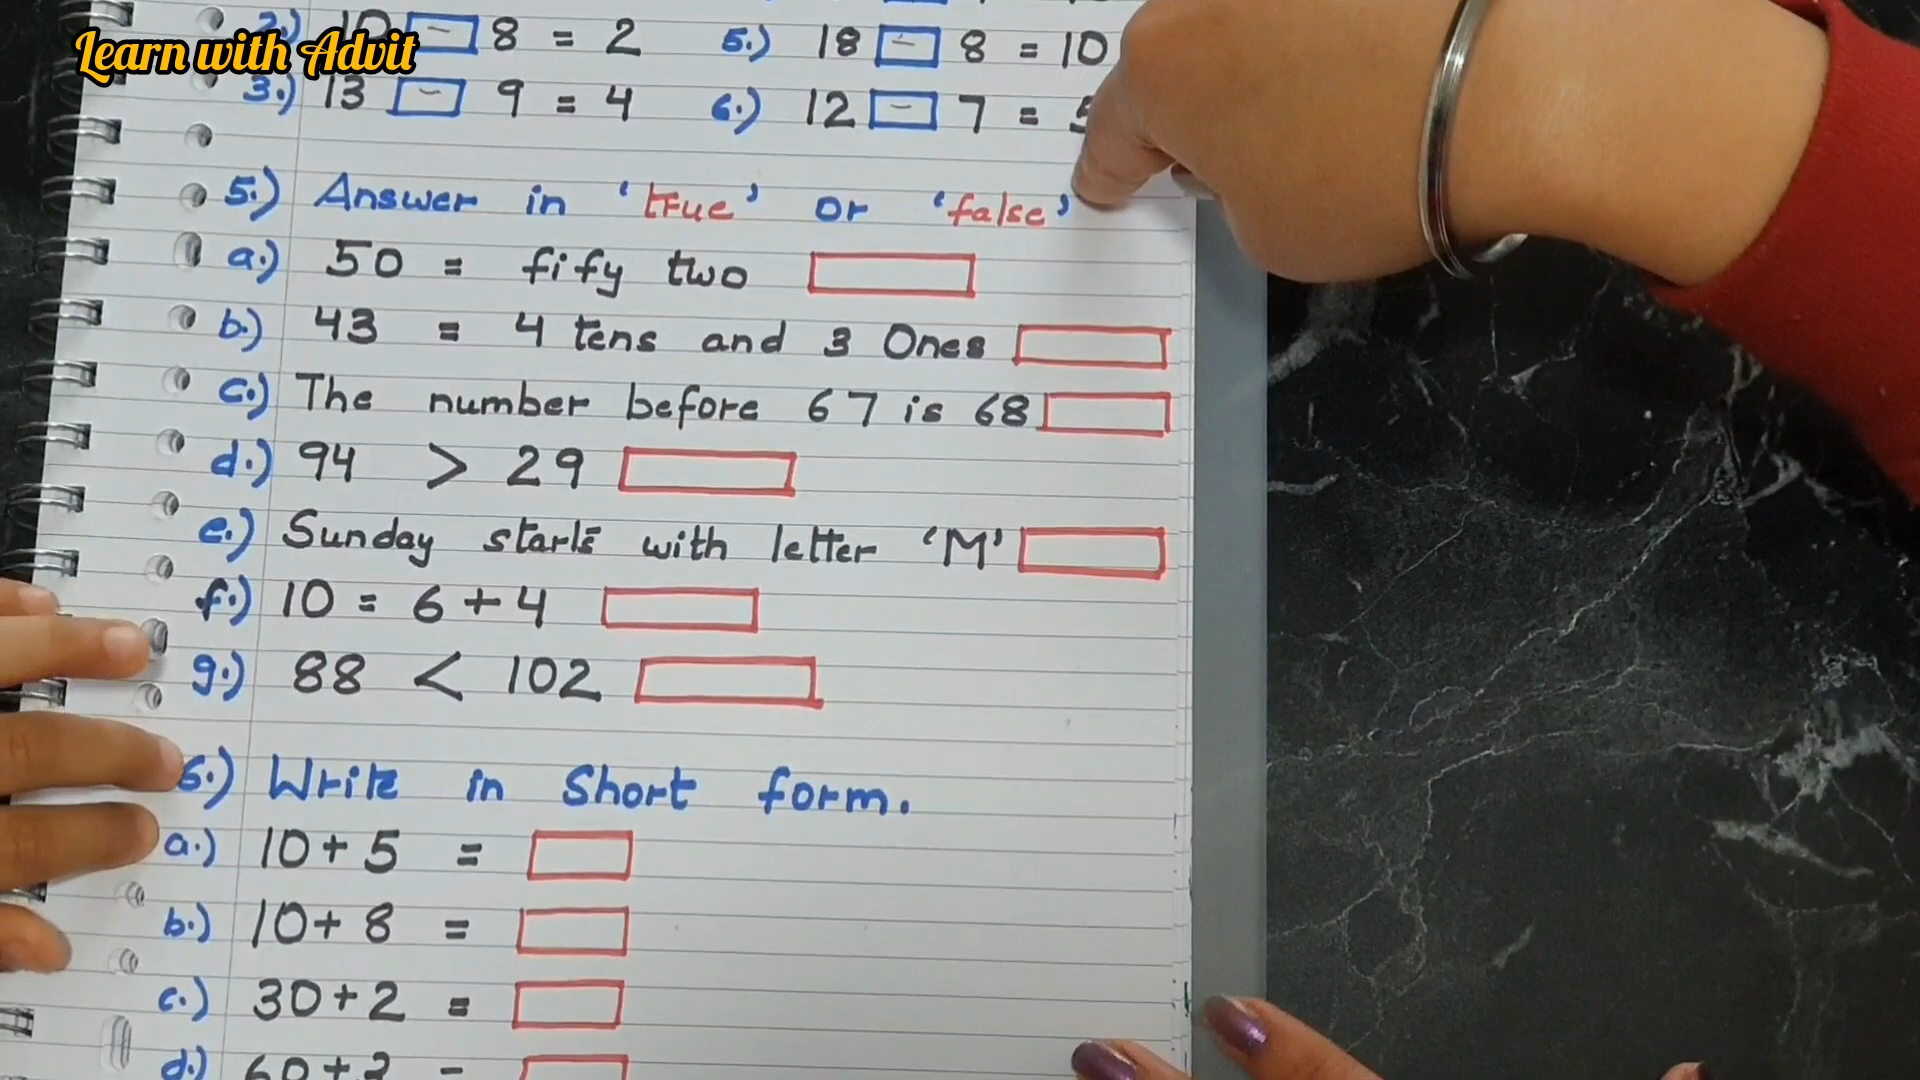 Learn with Advit
2.) 10 - 8 = 2 5.) 18 - 8 = 10
3.) 13 - 9 = 4 6.) 12 - 7 = 5
5.) Answer in 'true' or 'false'
a.) 50 = fify two
b.) 43 = 4 tens and 3 Ones
c.) The number before 67 is 68
d.) 94 > 29
e.) Sunday starts with letter 'M'
f.) 10 = 6 + 4
g.) 88 < 102
6.) Write in Short form.
a.) 10 + 5 =
b.) 10 + 8 =
c.) 30 + 2 =
d.) 60 + =